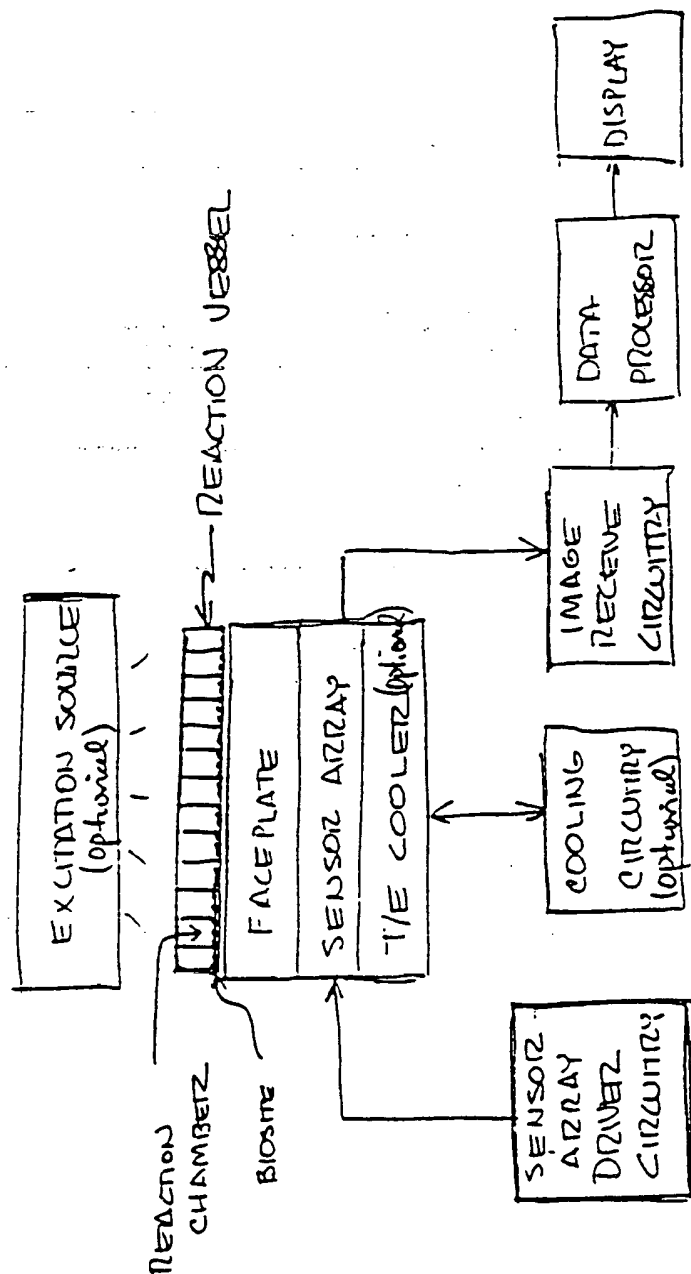 EXCITATION SOURCE
(optional)
REACTION VESSEL
REACTION
CHAMBER
BIOSITE
FACEPLATE
SENSOR ARRAY
T/E COOLER (optional)
SENSOR
ARRAY
DRIVER
CIRCUITRY
COOLING
CIRCUITRY
(optional)
IMAGE
RECEIVE
CIRCUITRY
DATA
PROCESSOR
DISPLAY